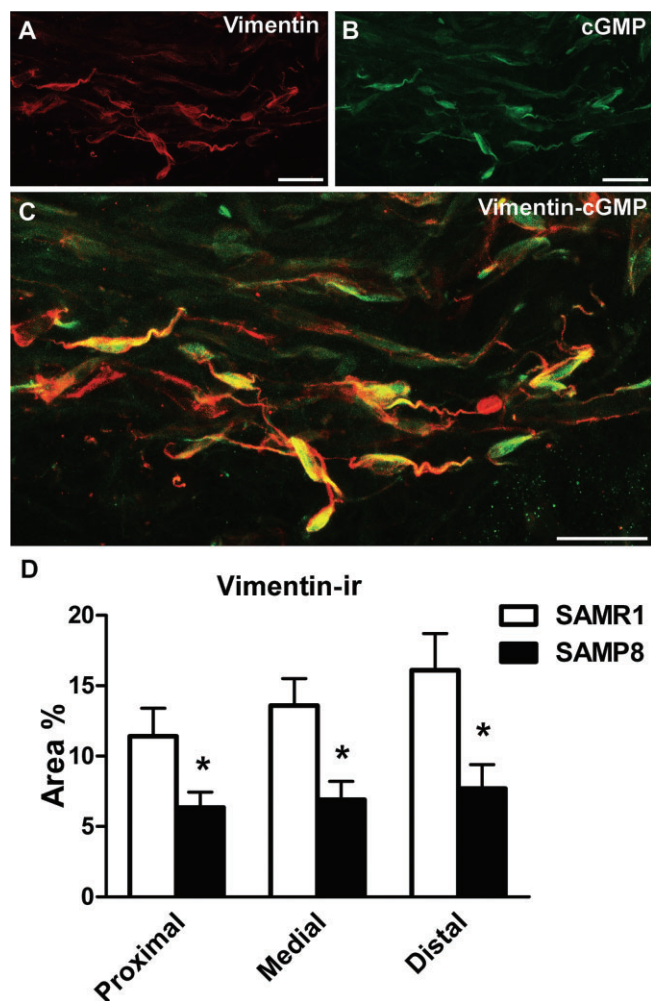 A
Vimentin
B
cGMP
C
Vimentin-cGMP
D
Vimentin-ir
20
15
10
5
0
Area %
SAMR1
SAMP8
*
*
*
Proximal
Medial
Distal